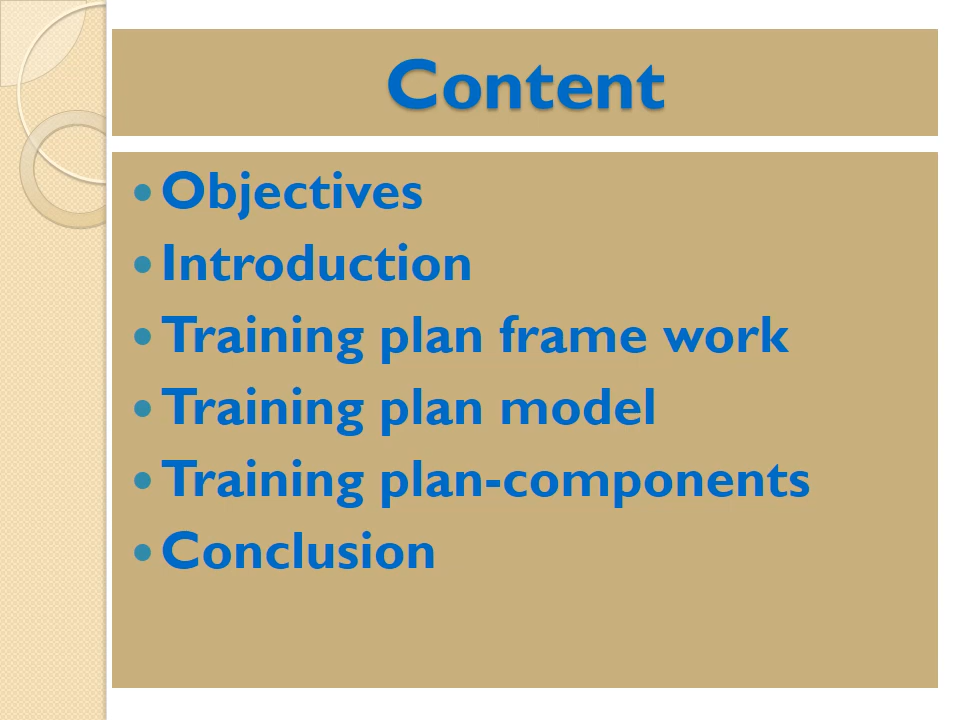 Content
• Objectives
• Introduction
• Training plan frame work
• Training plan model
• Training plan-components
• Conclusion